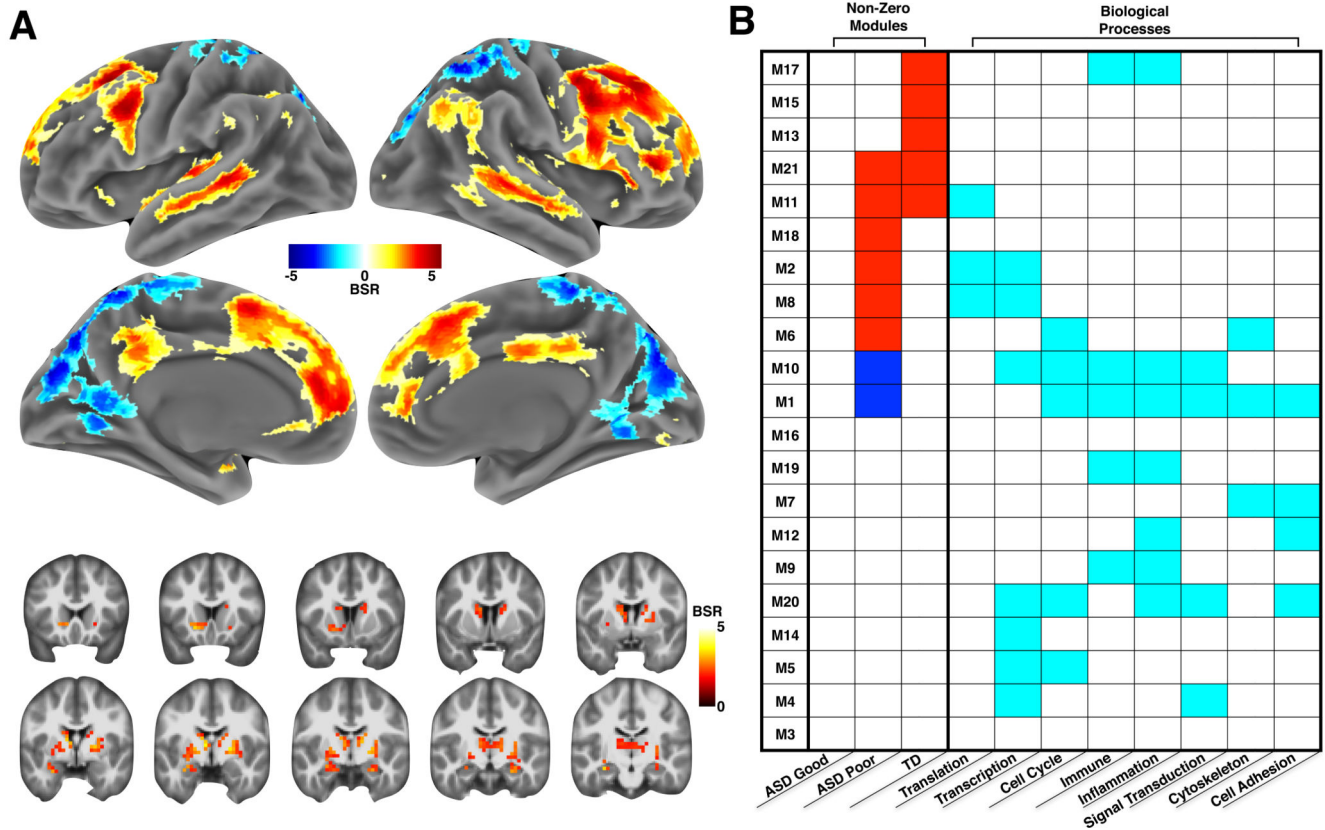 A
-5
0
5
BSR
BSR
5
0
B
Non-Zero
Modules
Biological
Processes
M17
M15
M13
M21
M11
M18
M2
M8
M6
M10
M1
M16
M19
M7
M12
M9
M20
M14
M5
M4
M3
ASD Good
ASD Poor
TD
Translation
Transcription
Cell Cycle
Immune
Inflammation
Signal Transduction
Cytoskeleton
Cell Adhesion